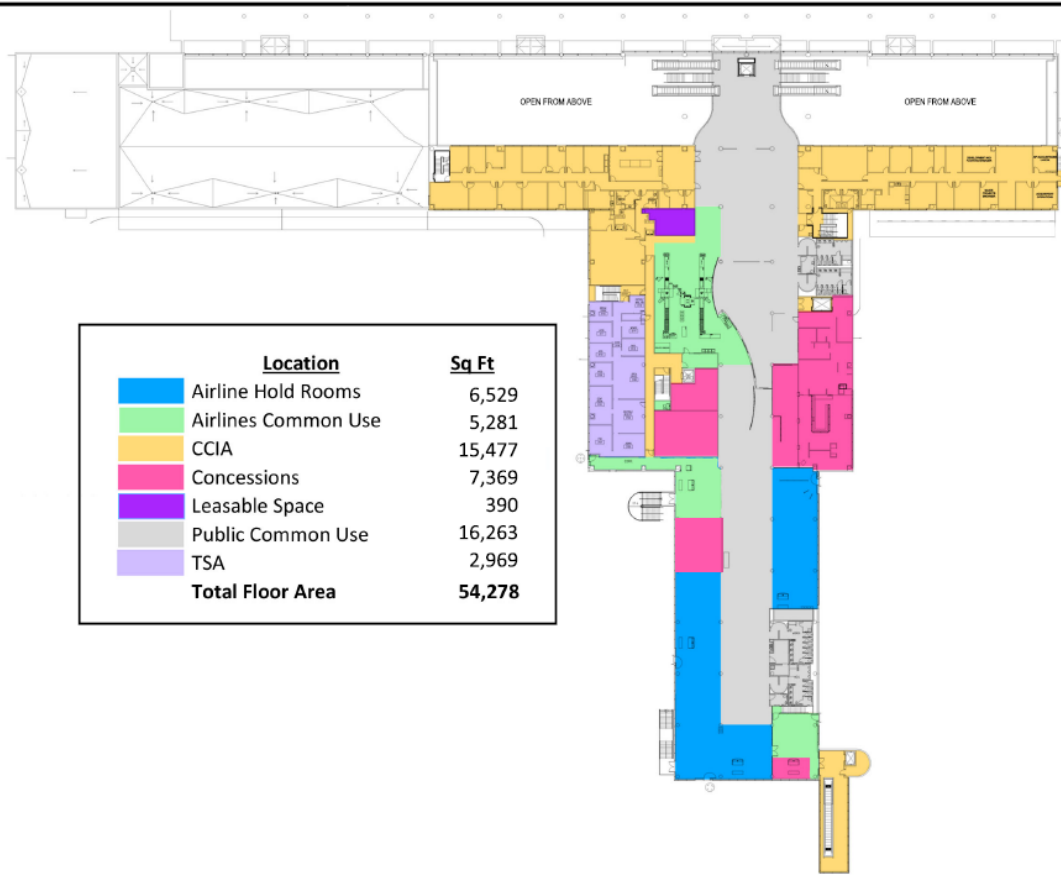 OPEN FROM ABOVE
OPEN FROM ABOVE
Location Sq Ft
Airline Hold Rooms 6,529
Airlines Common Use 5,281
CCIA 15,477
Concessions 7,369
Leasable Space 390
Public Common Use 16,263
TSA 2,969
Total Floor Area 54,278